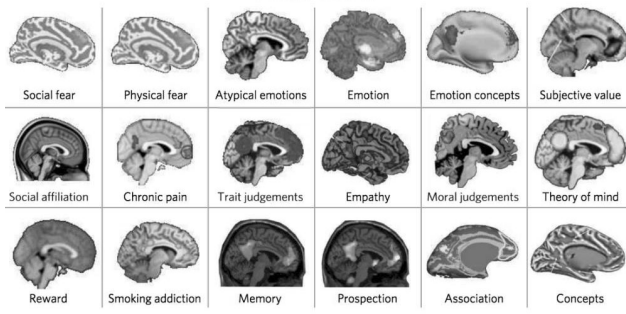 Social fear
Physical fear
Atypical emotions
Emotion
Emotion concepts
Subjective value
Social affiliation
Chronic pain
Trait judgements
Empathy
Moral judgements
Theory of mind
Reward
Smoking addiction
Memory
Prospection
Association
Concepts